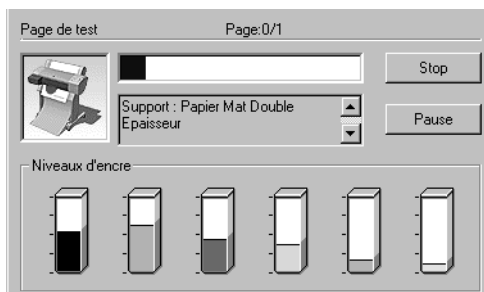 Page de test Page:0/1
Stop
Support : Papier Mat Double
Epaisseur
Pause
Niveaux d'encre